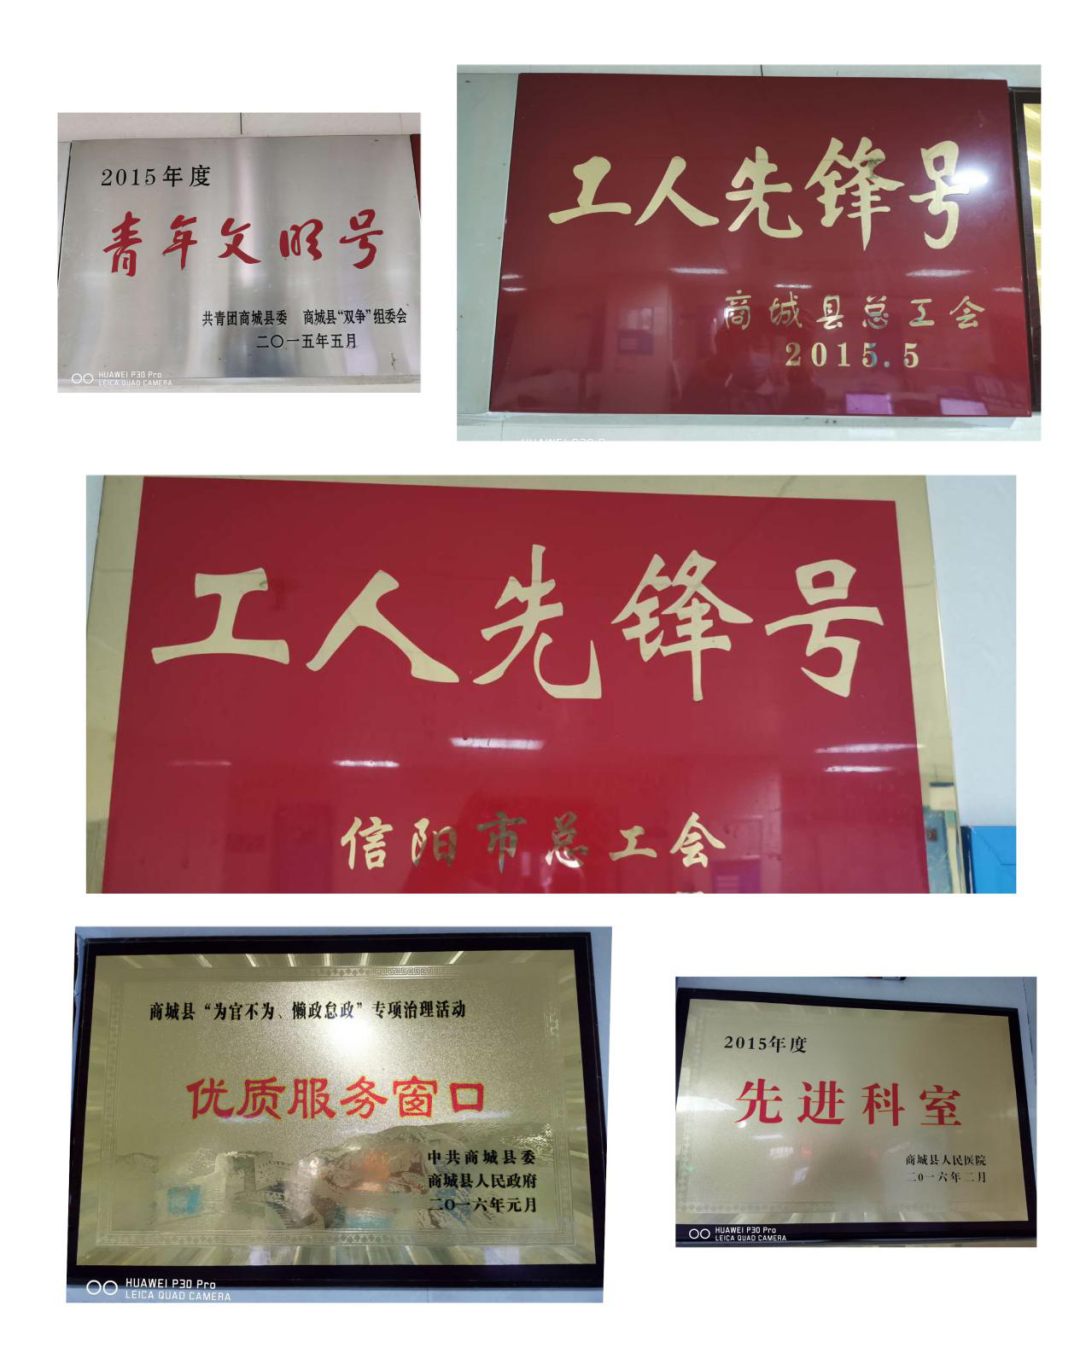 2015年度
青年文明号
共青团商城县委 商城县“双争”组委会
二〇一五年五月
HUAWEI P30 Pro
LEICA QUAD CAMERA
工人先锋号
商城县总工会
2015.5
工人先锋号
信阳市总工会
商城县“为官不为、懒政怠政”专项治理活动
优质服务窗口
中共商城县委
商城县人民政府
二〇一六年元月
HUAWEI P30 Pro
LEICA QUAD CAMERA
2015年度
先进科室
商城县人民医院
二0一六年二月
HUAWEI P30 Pro
LEICA QUAD CAMERA